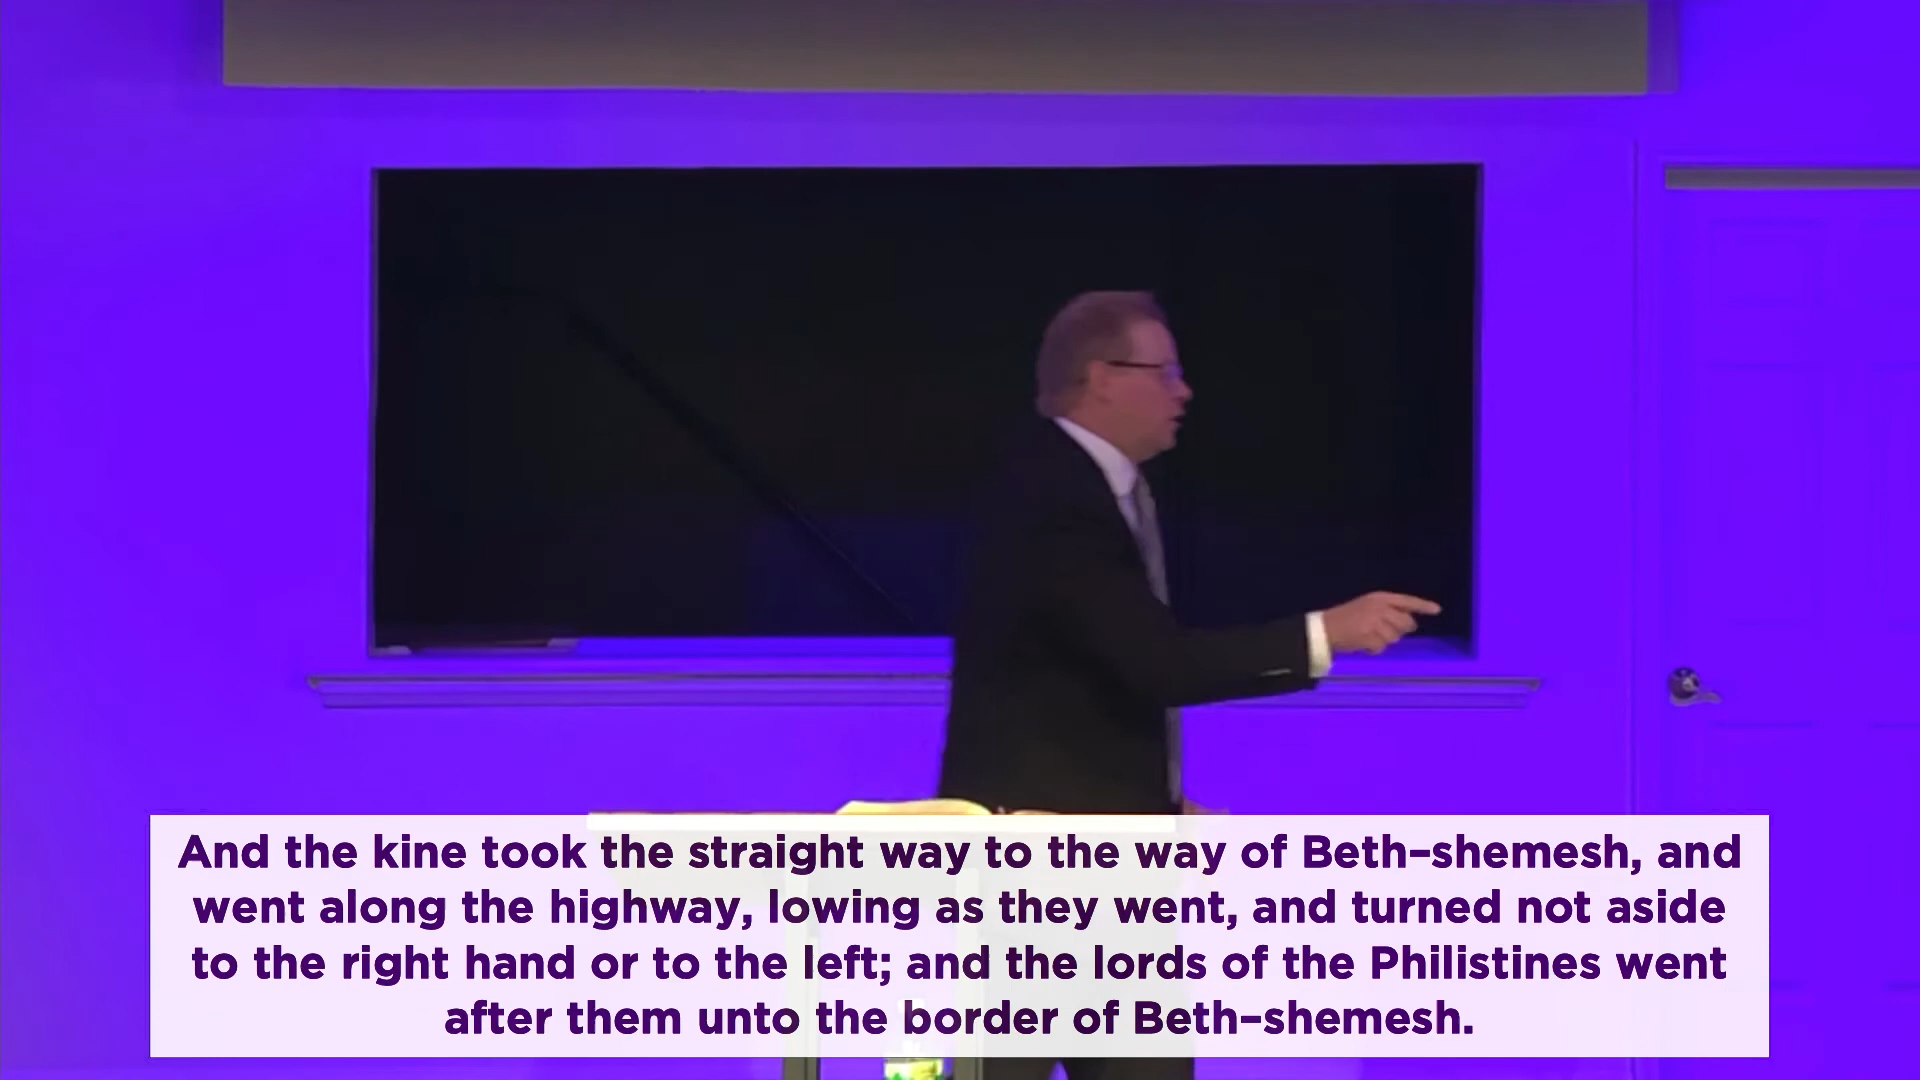 And the kine took the straight way to the way of Beth–shemesh, and
went along the highway, lowing as they went, and turned not aside
to the right hand or to the left; and the lords of the Philistines went
after them unto the border of Beth–shemesh.